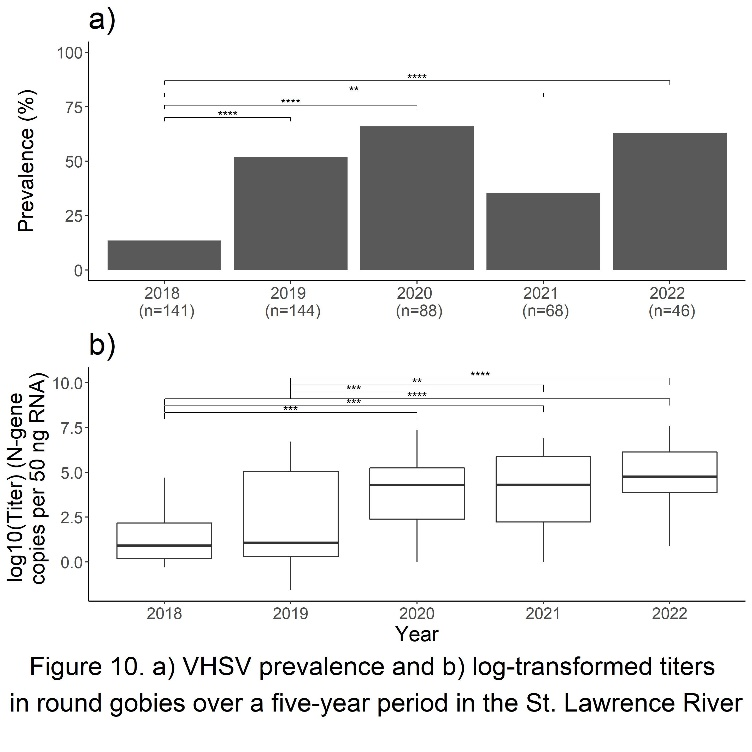 a)
Prevalence (%)
100
75
50
25
0
****
**
****
****
2018 2019 2020 2021 2022
(n=141) (n=144) (n=88) (n=68) (n=46)
b)
log10(Titer) (N-gene
copies per 50 ng RNA)
10.0
7.5
5.0
2.5
0.0
****
**
***
****
***
***
2018 2019 2020 2021 2022
Year
Figure 10. a) VHSV prevalence and b) log-transformed titers
in round gobies over a five-year period in the St. Lawrence River